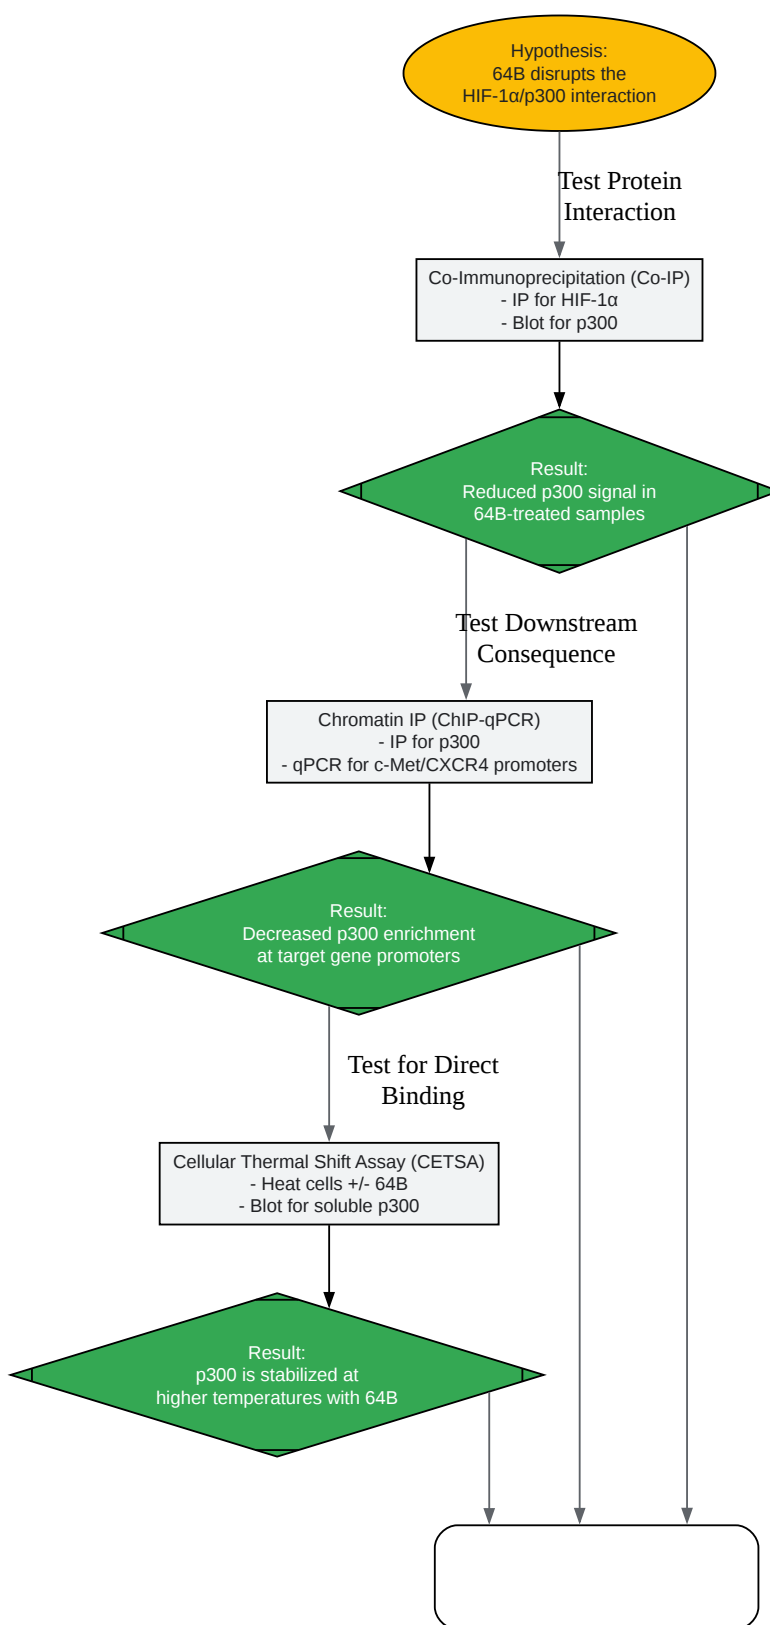 Hypothesis:
64B disrupts the
HIF-1α/p300 interaction
Test Protein
Interaction
Co-Immunoprecipitation (Co-IP)
- IP for HIF-1α
- Blot for p300
Result:
Reduced p300 signal in
64B-treated samples
Test Downstream
Consequence
Chromatin IP (ChIP-qPCR)
- IP for p300
- qPCR for c-Met/CXCR4 promoters
Result:
Decreased p300 enrichment
at target gene promoters
Test for Direct
Binding
Cellular Thermal Shift Assay (CETSA)
- Heat cells +/- 64B
- Blot for soluble p300
Result:
p300 is stabilized at
higher temperatures with 64B